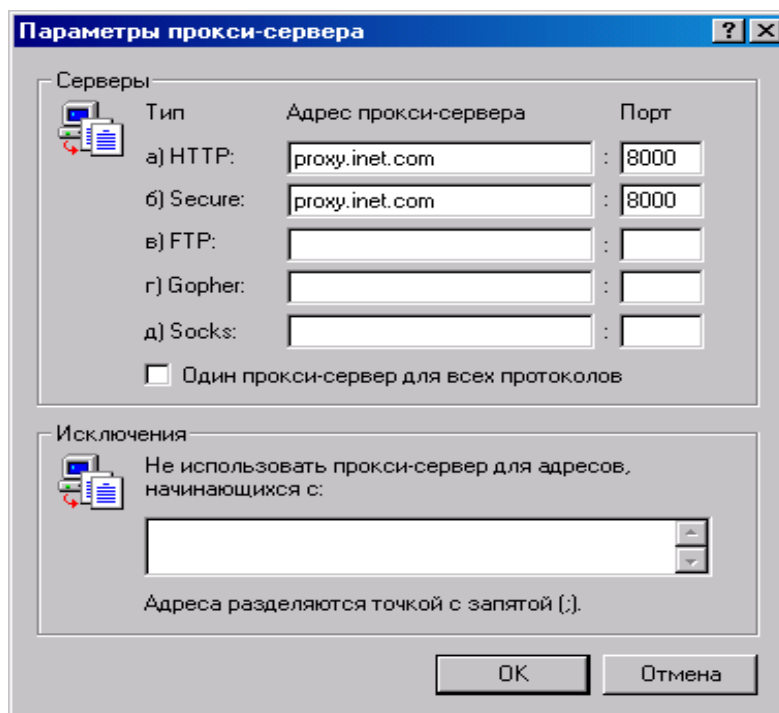 Параметры прокси-сервера
Серверы
Тип Адрес прокси-сервера Порт
а) HTTP: proxy.inet.com : 8000
б) Secure: proxy.inet.com : 8000
в) FTP: :
г) Gopher: :
д) Socks: :
Один прокси-сервер для всех протоколов
Исключения
Не использовать прокси-сервер для адресов,
начинающихся с:
Адреса разделяются точкой с запятой (;).
OK Отмена